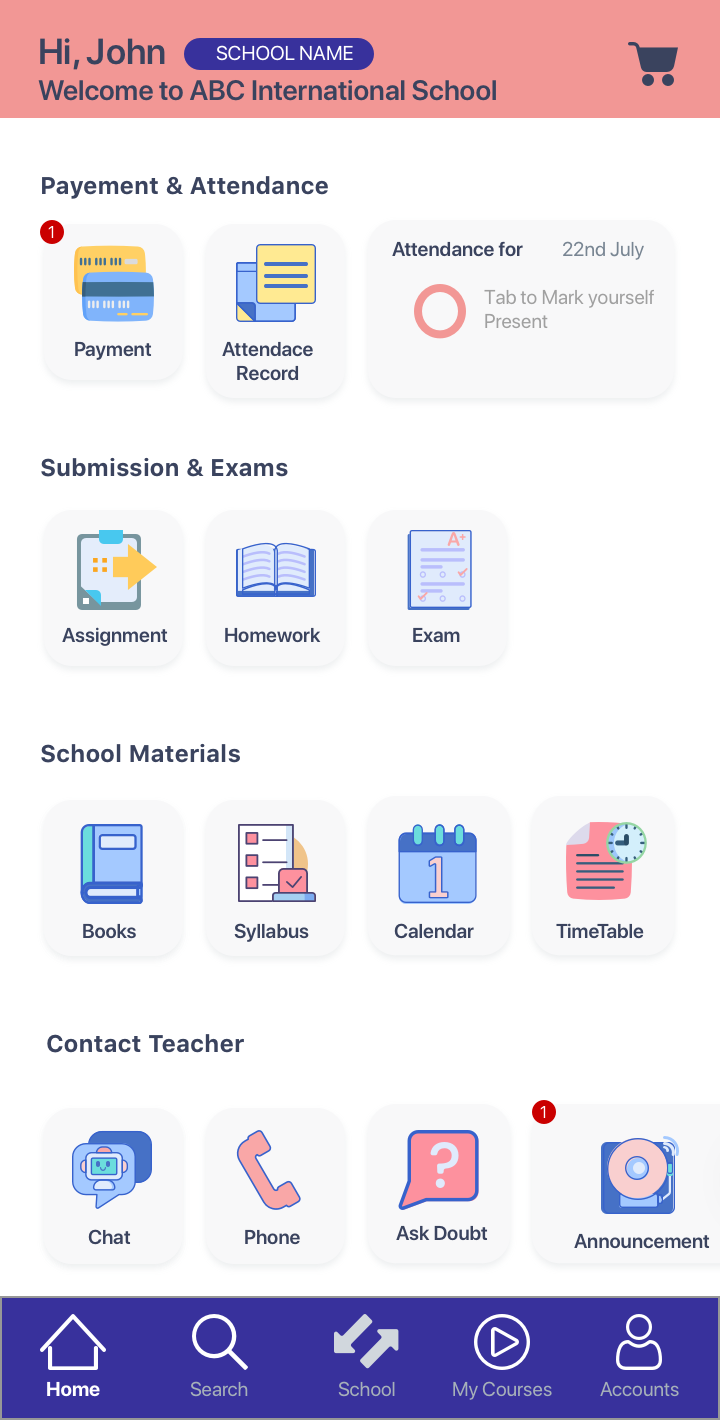 Hi, John
SCHOOL NAME
Welcome to ABC International School
Payement & Attendance
1
Payment
Attendace
Record
Attendance for
22nd July
Tab to Mark yourself
Present
Submission & Exams
A+
Assignment
Homework
Exam
School Materials
1
Books
Syllabus
Calendar
TimeTable
Contact Teacher
1
?
Chat
Phone
Ask Doubt
Announcement
Home
Search
School
My Courses
Accounts